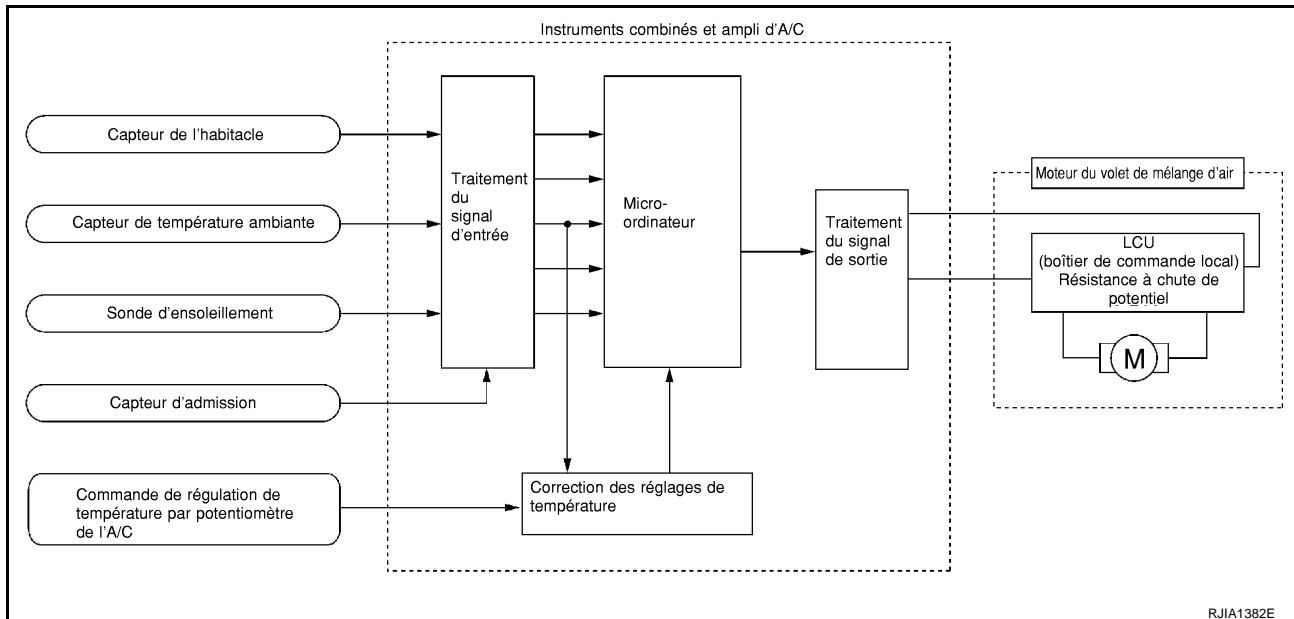 Instruments combinés et ampli d'A/C
Capteur de l'habitacle
Capteur de température ambiante
Sonde d'ensoleillement
Capteur d'admission
Commande de régulation de
température par potentiomètre
de l'A/C
Traitement
du
signal
d'entrée
Micro-
ordinateur
Correction des réglages de
température
Traitement
du signal
de sortie
Moteur du volet de mélange d'air
LCU
(boîtier de commande local)
Résistance à chute de
potentiel
M
RJIA1382E